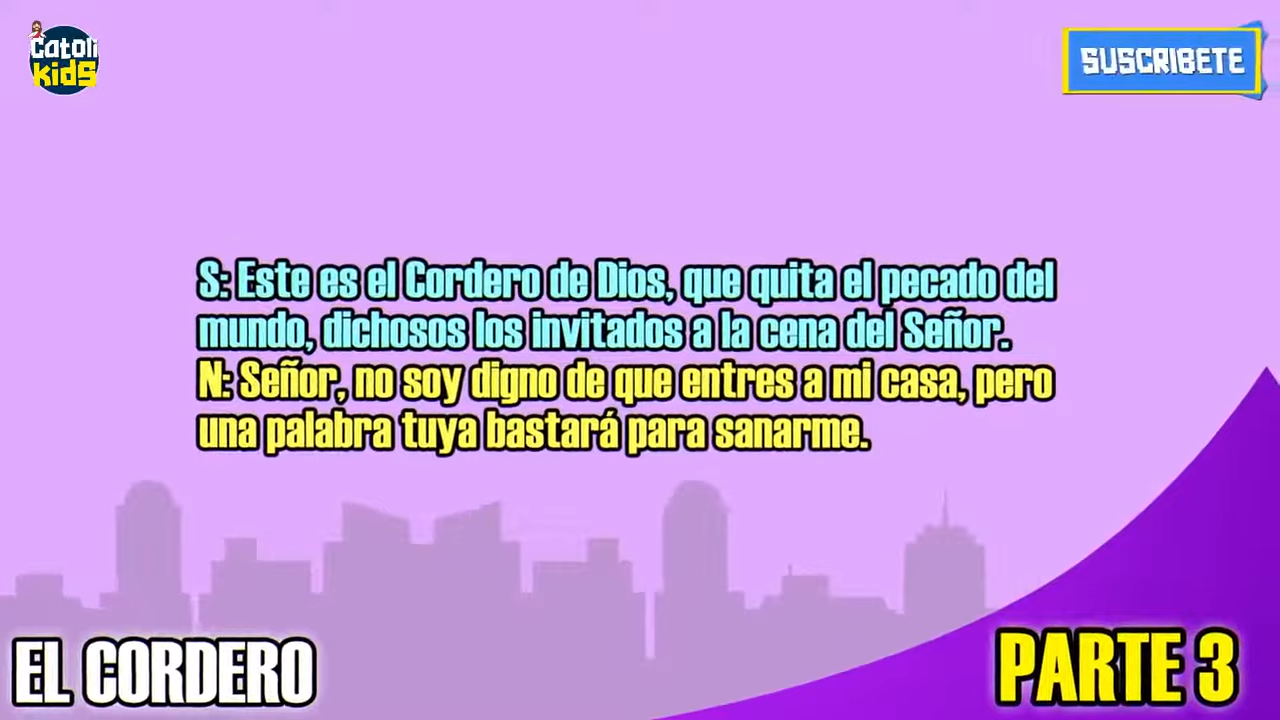 Catoli
Kids
SUSCRIBETE
S: Este es el Cordero de Dios, que quita el pecado del
mundo, dichosos los invitados a la cena del Señor.
N: Señor, no soy digno de que entres a mi casa, pero
una palabra tuya bastará para sanarme.
EL CORDERO
PARTE 3